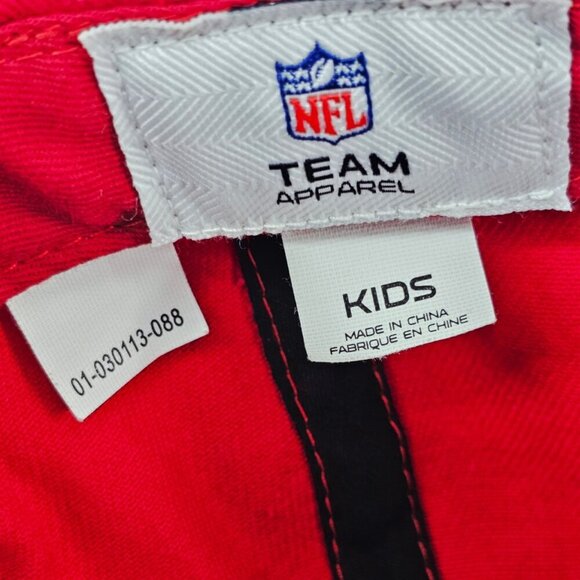 NFL
TEAM
APPAREL
KIDS
MADE IN CHINA
FABRIQUE EN CHINE
01-030113-088